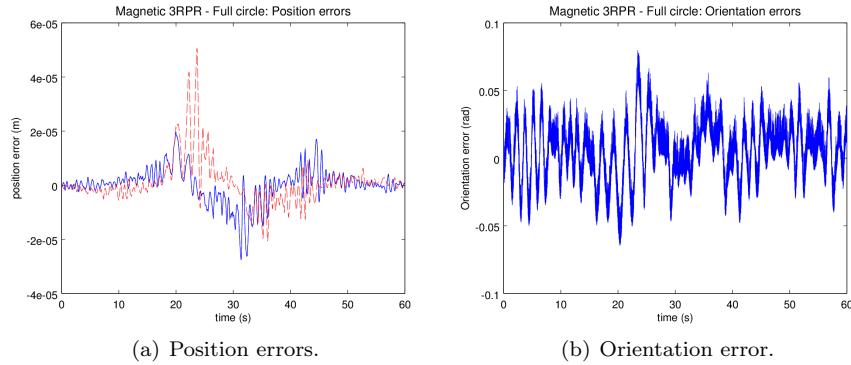 Magnetic 3RPR - Full circle: Position errors
6e-05
4e-05
2e-05
0
-2e-05
-4e-05
position error (m)
0 10 20 30 40 50 60
time (s)
(a) Position errors.
Magnetic 3RPR - Full circle: Orientation errors
0.1
0.05
0
-0.05
-0.1
Orientation error (rad)
0 10 20 30 40 50 60
time (s)
(b) Orientation error.